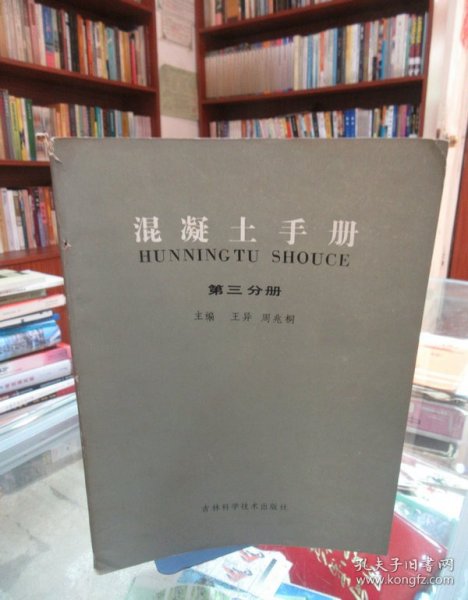 混凝土手册
HUNNINGTU SHOUCE
第三分册
主编 王异 周兆桐
吉林科学技术出版社
孔夫子旧书网
www.kongfz.com